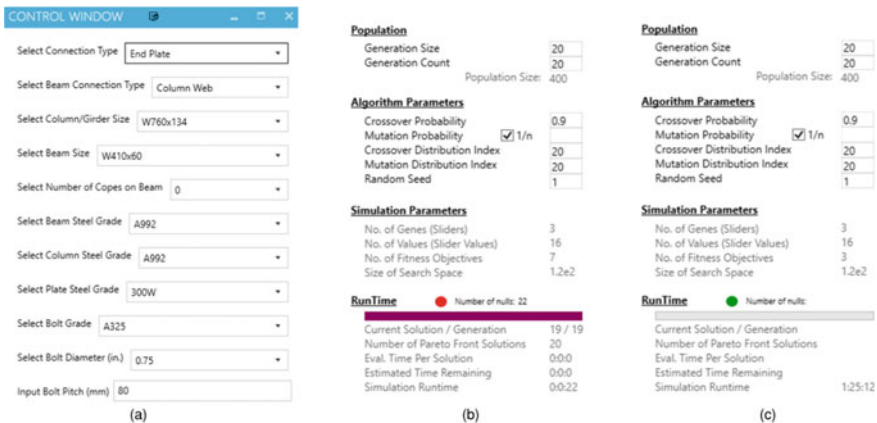 CONTROL WINDOW
Select Connection Type End Plate
Select Beam Connection Type Column Web
Select Column/Girder Size W760x134
Select Beam Size W410x60
Select Number of Copes on Beam 0
Select Beam Steel Grade A992
Select Column Steel Grade A992
Select Plate Steel Grade 300W
Select Bolt Grade A325
Select Bolt Diameter (in.) 0.75
Input Bolt Pitch (mm) 80
(a)
Population
Generation Size 20
Generation Count 20
Population Size: 400
Algorithm Parameters
Crossover Probability 0.9
Mutation Probability 1/n
Crossover Distribution Index 20
Mutation Distribution Index 20
Random Seed 1
Simulation Parameters
No. of Genes (Sliders) 3
No. of Values (Slider Values) 16
No. of Fitness Objectives 7
Size of Search Space 1.2e2
RunTime Number of nulls: 22
Current Solution / Generation 19 / 19
Number of Pareto Front Solutions 20
Eval. Time Per Solution 0:0:0
Estimated Time Remaining 0:0:0
Simulation Runtime 0:0:22
(b)
Population
Generation Size 20
Generation Count 20
Population Size: 400
Algorithm Parameters
Crossover Probability 0.9
Mutation Probability 1/n
Crossover Distribution Index 20
Mutation Distribution Index 20
Random Seed 1
Simulation Parameters
No. of Genes (Sliders) 3
No. of Values (Slider Values) 16
No. of Fitness Objectives 3
Size of Search Space 1.2e2
RunTime Number of nulls:
Current Solution / Generation
Number of Pareto Front Solutions
Eval. Time Per Solution
Estimated Time Remaining
Simulation Runtime 1:25:12
(c)